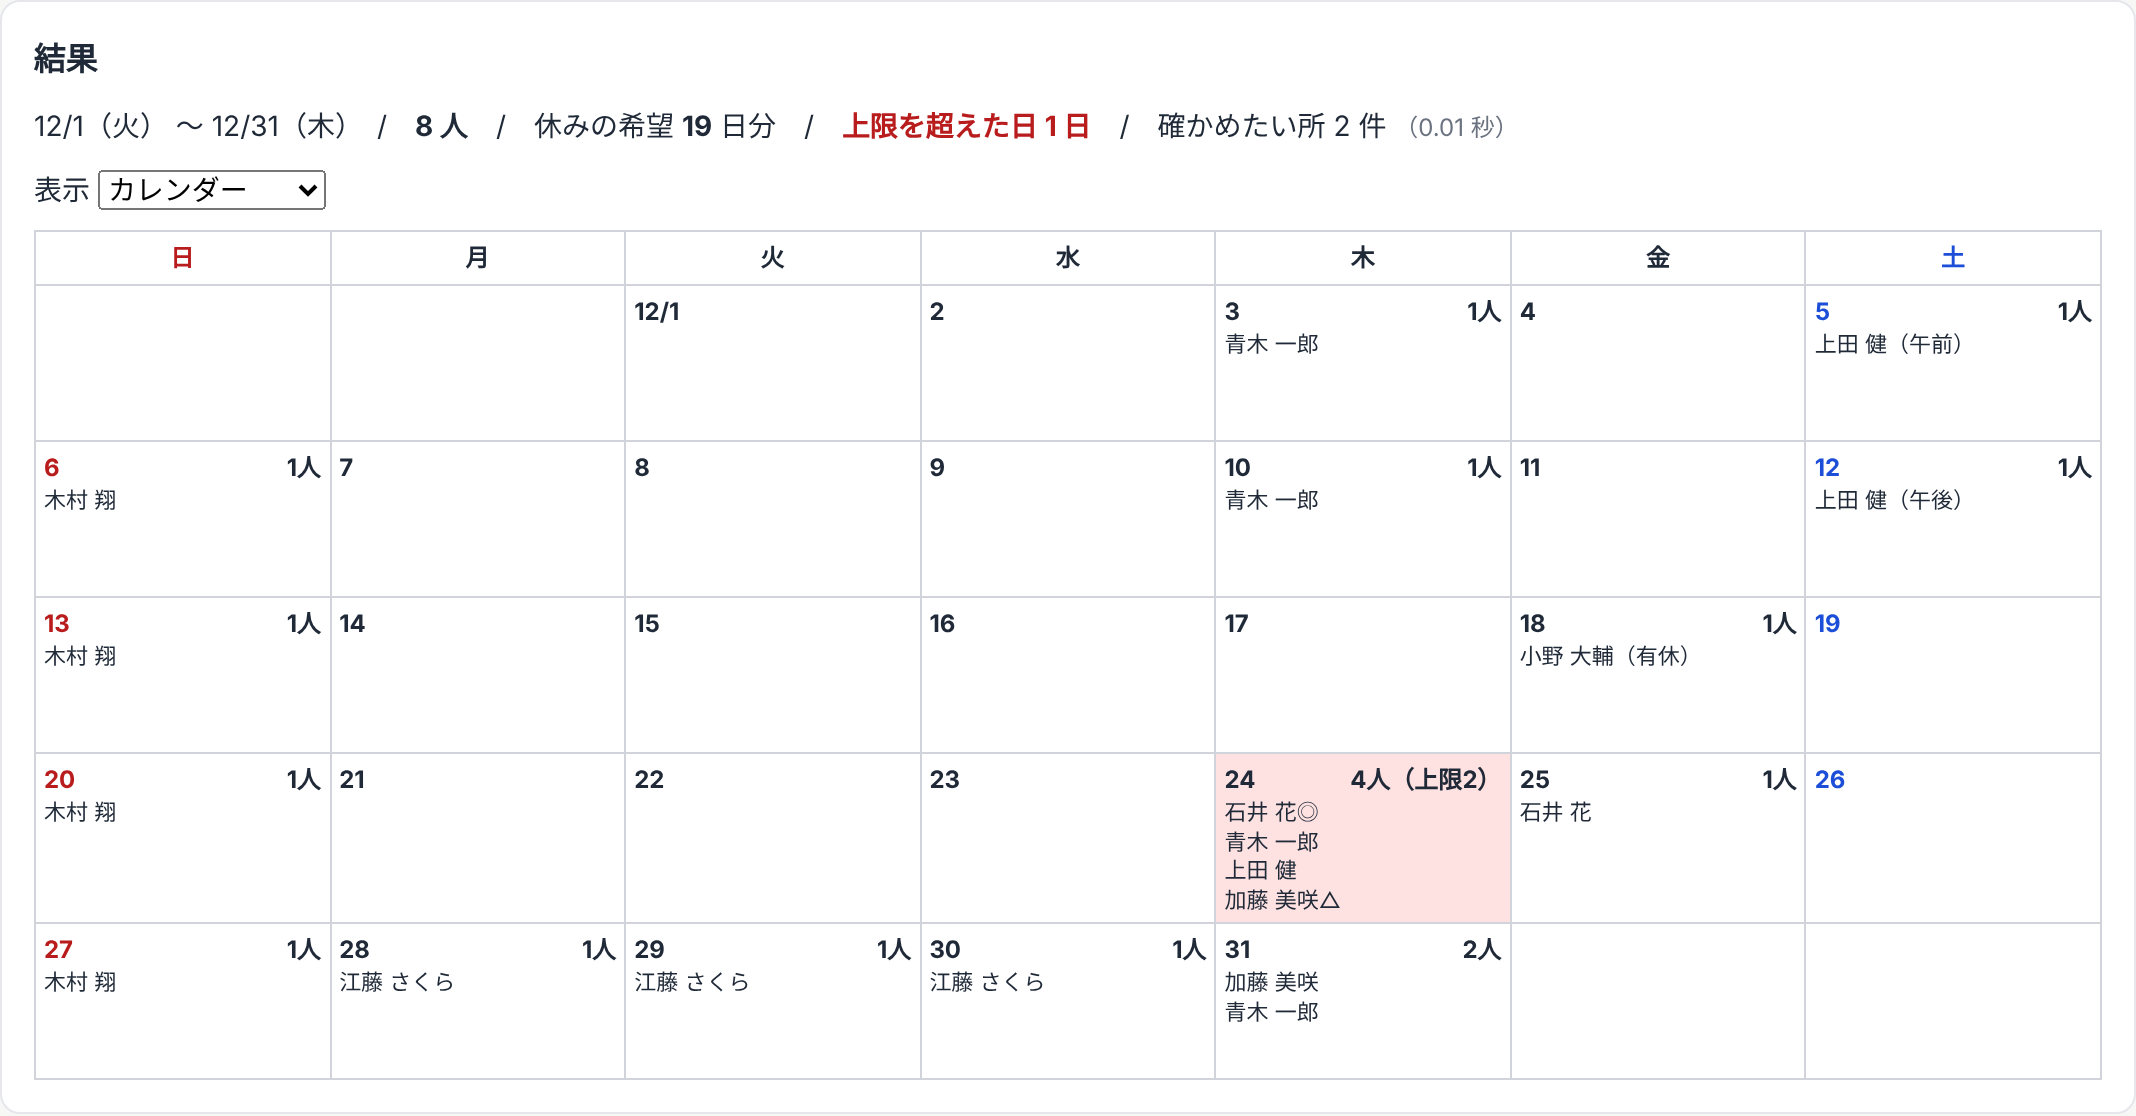 結果
12/1（火） ～ 12/31（木） / 8 人 / 休みの希望 19 日分 / 上限を超えた日 1 日 / 確かめたい所 2 件 （0.01 秒）
表示 カレンダー
日 月 火 水 木 金 土
12/1 2 3 1人 4 5 1人
青木 一郎 上田 健（午前）
6 1人 7 8 9 10 1人 11 12 1人
木村 翔 青木 一郎 上田 健（午後）
13 1人 14 15 16 17 18 1人 19
木村 翔 小野 大輔（有休）
20 1人 21 22 23 24 4人（上限2） 25 1人 26
木村 翔 石井 花◎ 石井 花
青木 一郎
上田 健
加藤 美咲△
27 1人 28 1人 29 1人 30 1人 31 2人
木村 翔 江藤 さくら 江藤 さくら 江藤 さくら 加藤 美咲
青木 一郎